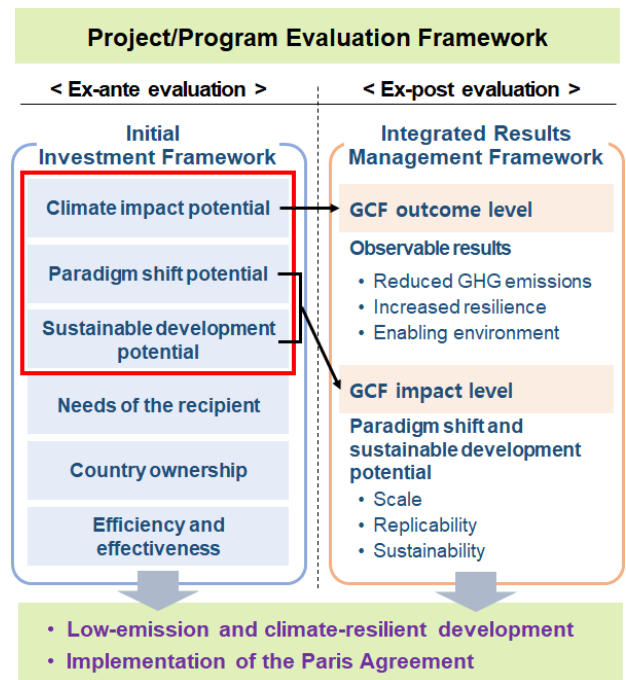 Project/Program Evaluation Framework
< Ex-ante evaluation >
< Ex-post evaluation >
Initial
Investment Framework
Climate impact potential
Paradigm shift potential
Sustainable development
potential
Needs of the recipient
Country ownership
Efficiency and
effectiveness
Integrated Results
Management Framework
GCF outcome level
Observable results
• Reduced GHG emissions
• Increased resilience
• Enabling environment
GCF impact level
Paradigm shift and
sustainable development
potential
• Scale
• Replicability
• Sustainability
• Low-emission and climate-resilient development
• Implementation of the Paris Agreement